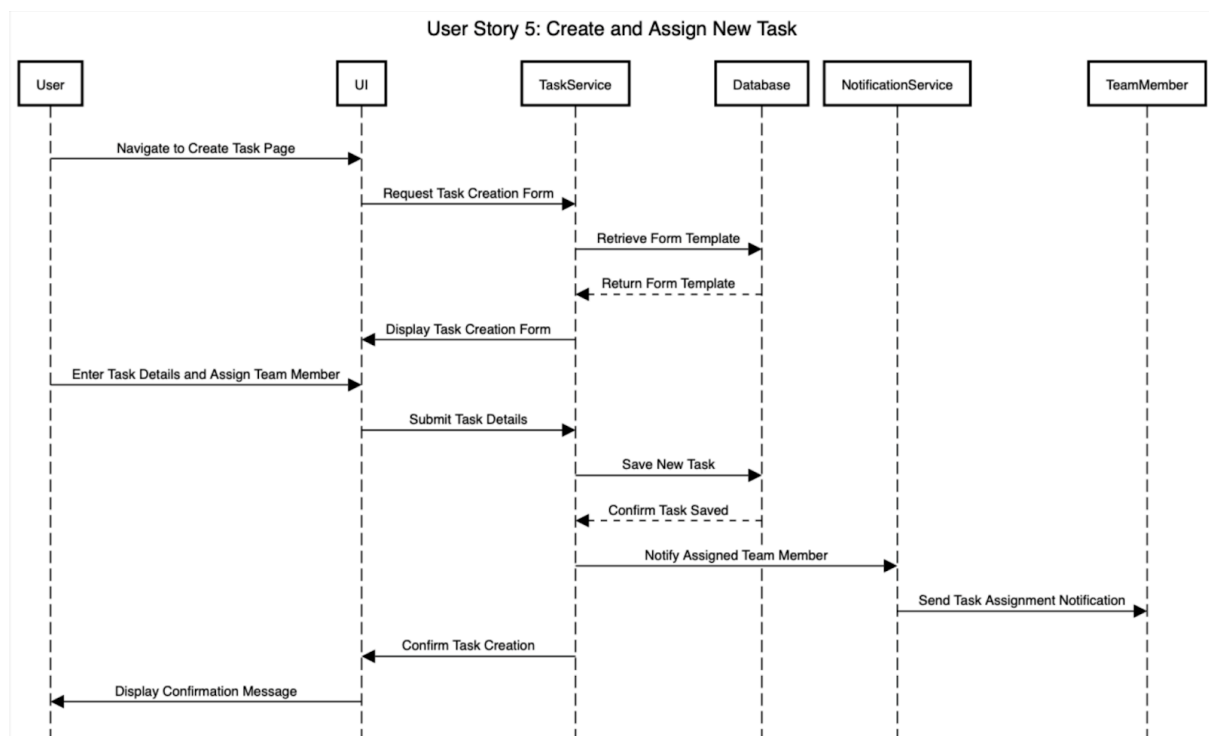 User Story 5: Create and Assign New Task
User
UI
TaskService
Database
NotificationService
TeamMember
Navigate to Create Task Page
Request Task Creation Form
Retrieve Form Template
Return Form Template
Display Task Creation Form
Enter Task Details and Assign Team Member
Submit Task Details
Save New Task
Confirm Task Saved
Notify Assigned Team Member
Send Task Assignment Notification
Confirm Task Creation
Display Confirmation Message